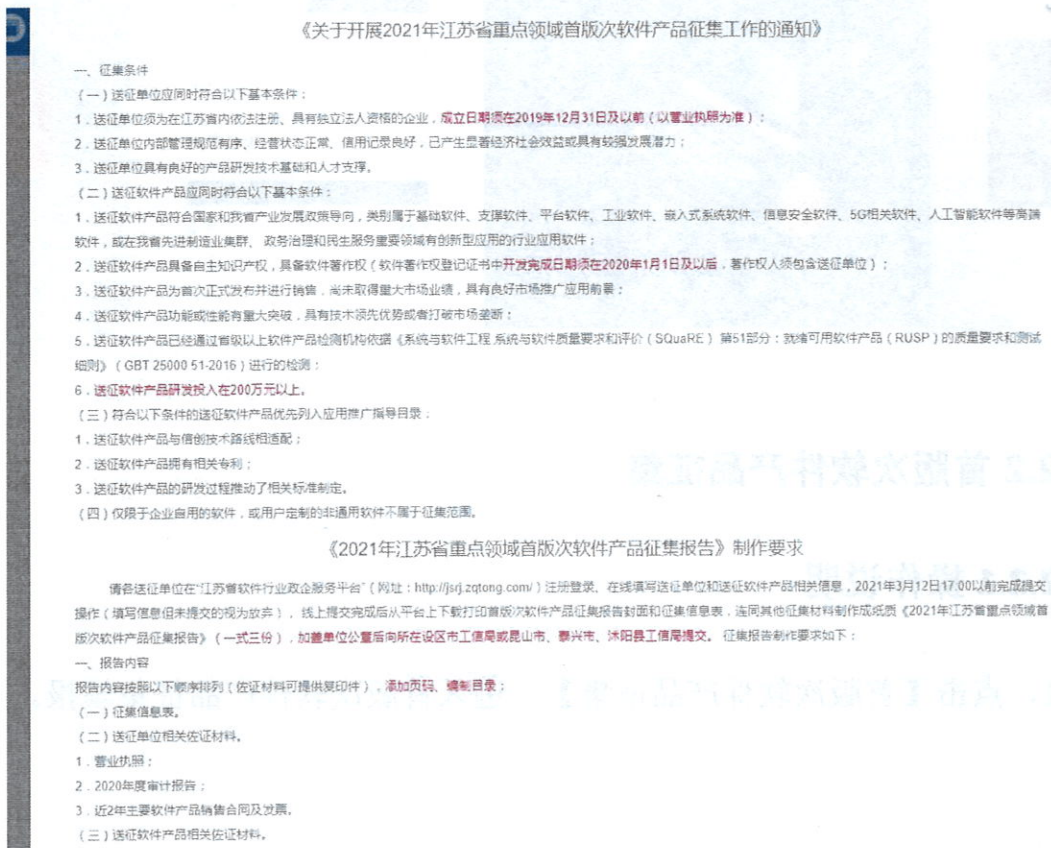 《关于开展2021年江苏省重点领域首版次软件产品征集工作的通知》
一、征集条件
（一）送征单位应同时符合以下基本条件：
1．送征单位须为在江苏省内依法注册、具有独立法人资格的企业，成立日期须在2019年12月31日及以前（以营业执照为准）；
2．送征单位内部管理规范有序、经营状态正常、信用记录良好，已产生显著经济社会效益或具有较强发展潜力；
3．送征单位具有良好的产品研发技术基础和人才支撑。
（二）送征软件产品应同时符合以下基本条件：
1．送征软件产品符合国家和我省产业发展政策导向，类别属于基础软件、支撑软件、平台软件、工业软件、嵌入式系统软件、信息安全软件、5G相关软件、人工智能软件等高端
软件，或在我省先进制造业集群、 政务治理和民生服务重要领域有创新型应用的行业应用软件；
2．送征软件产品具备自主知识产权，具备软件著作权（软件著作权登记证书中开发完成日期须在2020年1月1日及以后，著作权人须包含送征单位）；
3．送征软件产品为首次正式发布并进行销售，尚未取得重大市场业绩，具有良好市场推广应用前景；
4．送征软件产品功能或性能有重大突破，具有技术领先优势或者打破市场垄断；
5．送征软件产品已经通过省级以上软件产品检测机构依据《系统与软件工程 系统与软件质量要求和评价（SQuaRE） 第51部分：就绪可用软件产品（RUSP）的质量要求和测试
细则》（GBT 25000 51-2016）进行的检测；
6．送征软件产品研发投入在200万元以上。
（三）符合以下条件的送征软件产品优先列入应用推广指导目录：
1．送征软件产品与信创技术路线相适配；
2．送征软件产品拥有相关专利；
3．送征软件产品的研发过程推动了相关标准制定。
（四）仅限于企业自用的软件，或用户定制的非通用软件不属于征集范围。
《2021年江苏省重点领域首版次软件产品征集报告》制作要求
请各送征单位在“江苏省软件行业政企服务平台”（网址：http://jsrj.zqtong.com/）注册登录、在线填写送征单位和送征软件产品相关信息，2021年3月12日17:00以前完成提交
操作（填写信息但未提交的视为放弃），线上提交完成后从平台上下载打印首版次软件产品征集报告封面和征集信息表，连同其他征集材料制作成纸质《2021年江苏省重点领域首
版次软件产品征集报告》（一式三份），加盖单位公章后向所在设区市工信局或昆山市、泰兴市、沭阳县工信局提交。 征集报告制作要求如下：
一、报告内容
报告内容按照以下顺序排列（佐证材料可提供复印件），添加页码、编制目录：
（一）征集信息表。
（二）送征单位相关佐证材料。
1．营业执照；
2．2020年度审计报告；
3．近2年主要软件产品销售合同及发票。
（三）送征软件产品相关佐证材料。